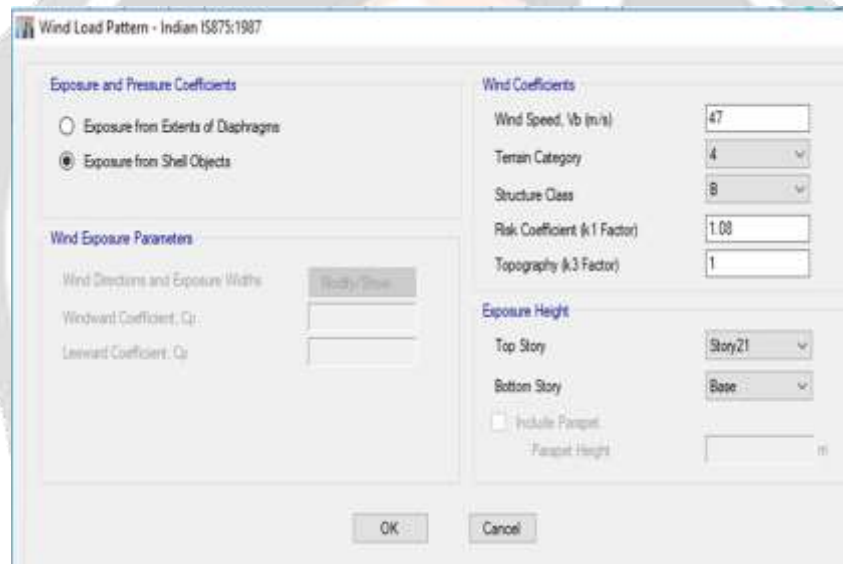 Wind Load Pattern - Indian IS875:1987
Exposure and Pressure Coefficients
Exposure from Extents of Diaphragms
Exposure from Shell Objects
Wind Exposure Parameters
Wind Directions and Exposure Widths
Modify/Show...
Windward Coefficient, Cp
Leeward Coefficient, Cp
Wind Coefficients
Wind Speed, Vb (m/s) 47
Terrain Category 4
Structure Class B
Risk Coefficient (k1 Factor) 1.08
Topography (k3 Factor) 1
Exposure Height
Top Story Story21
Bottom Story Base
Include Parapet
Parapet Height m
OK Cancel